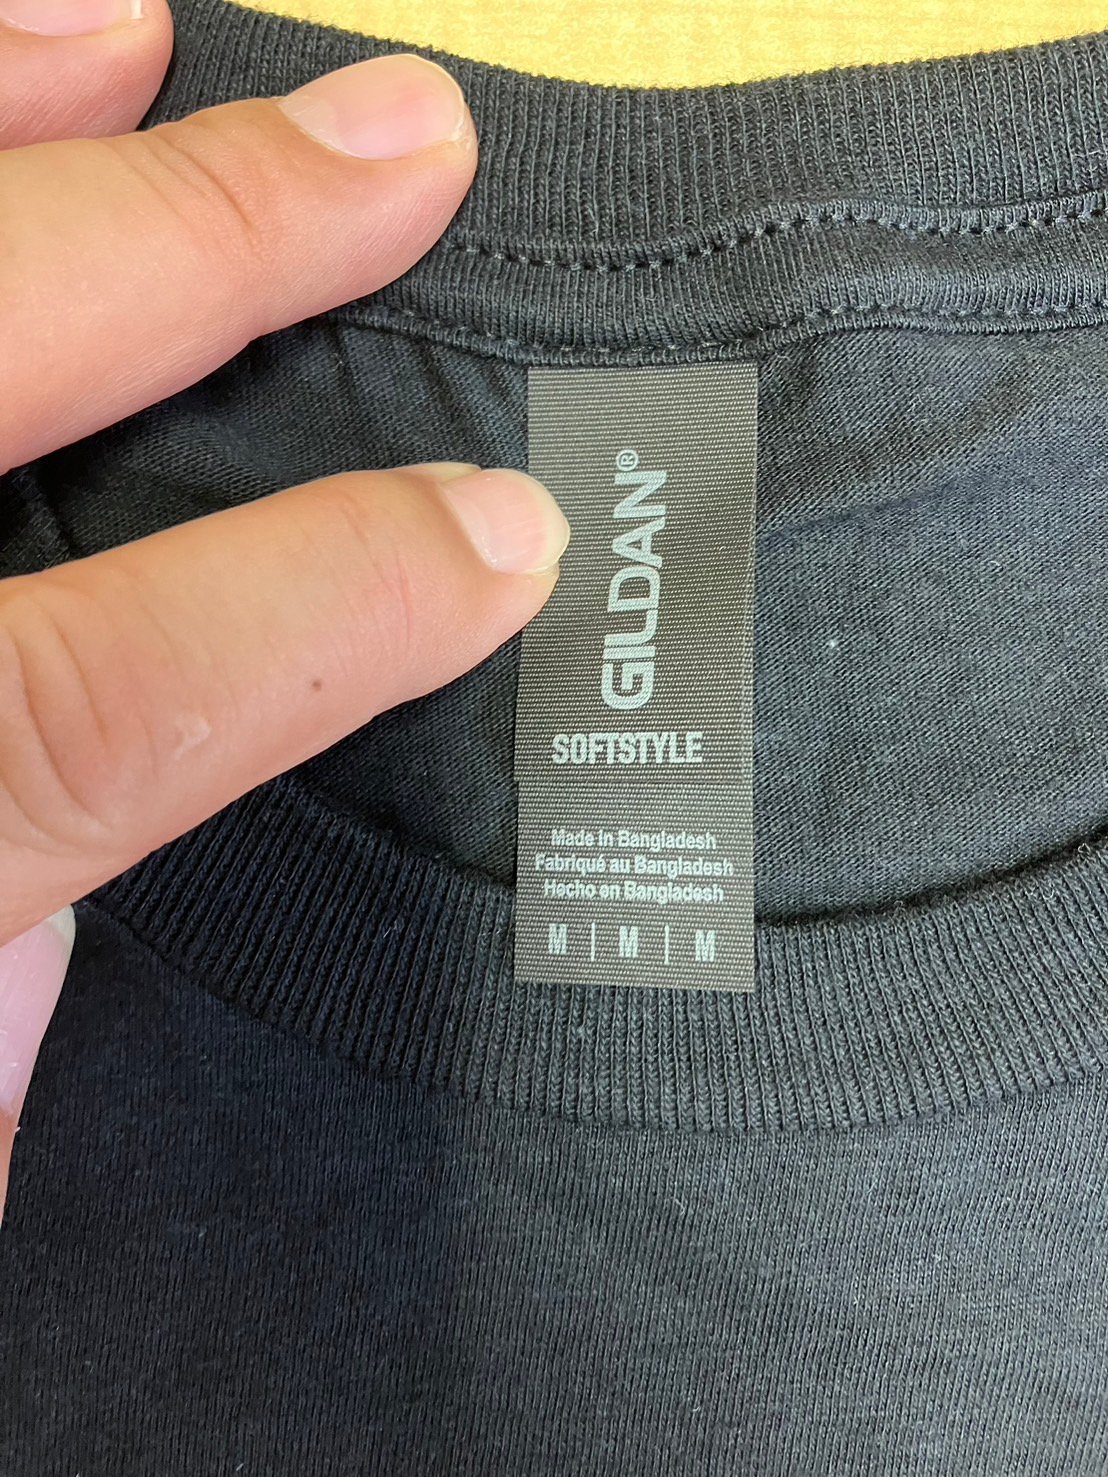 GILDAN®
SOFTSTYLE
Made in Bangladesh
Fabriqué au Bangladesh
Hecho en Bangladesh
M | M | M